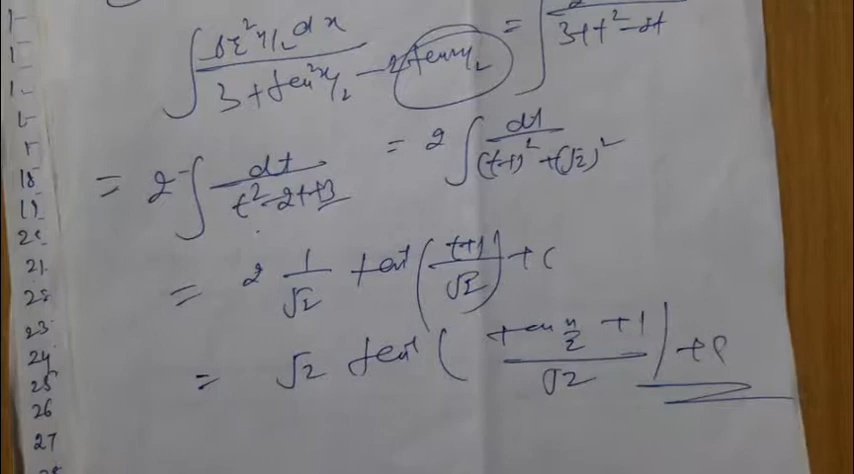 ∫ sec²x/2 dx / (3 + tan²x/2 - 2tanx/2) = ∫ / (3+t²-2t)
= 2∫ dt / (t²-2t+3) = 2∫ dt / ((t-1)²+(√2)²)
= 2 1/√2 tan⁻¹((t+1)/√2) + c
= √2 tan⁻¹((tan x/2 + 1)/√2) + c
18
19
20
21
22
23
24
25
26
27